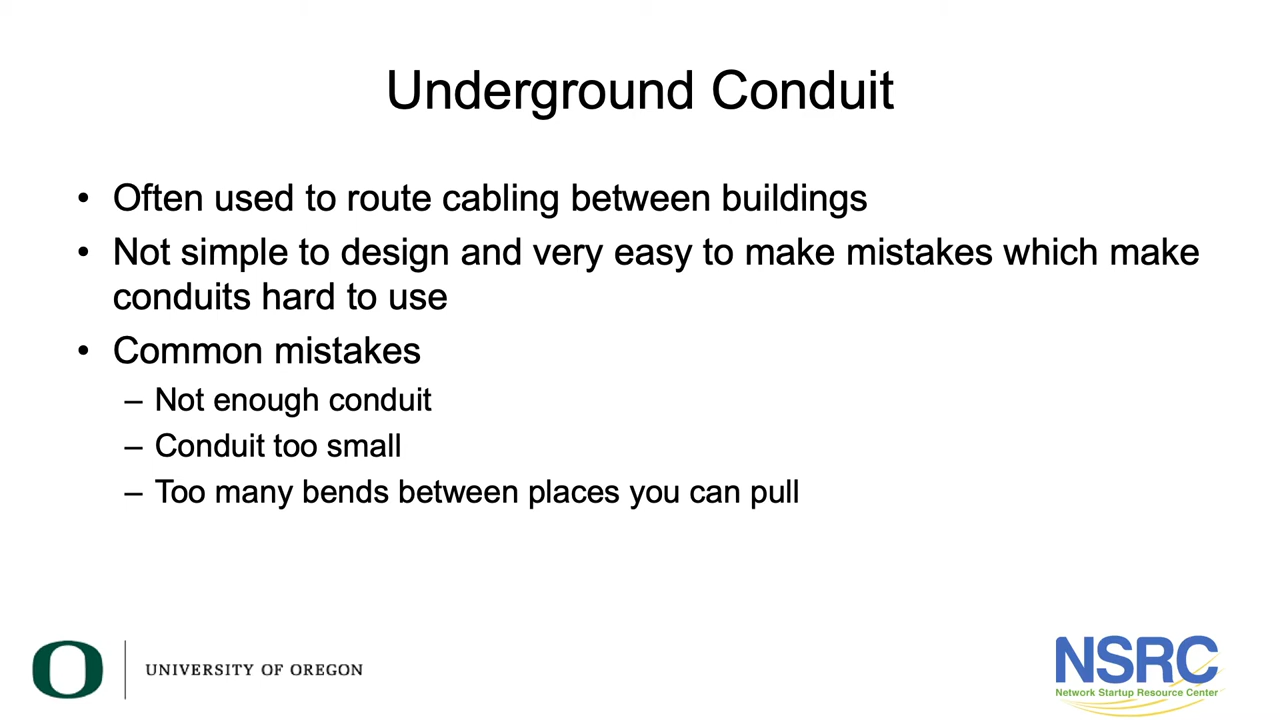 Underground Conduit
• Often used to route cabling between buildings
• Not simple to design and very easy to make mistakes which make
conduits hard to use
• Common mistakes
– Not enough conduit
– Conduit too small
– Too many bends between places you can pull
O
UNIVERSITY OF OREGON
NSRC
Network Startup Resource Center